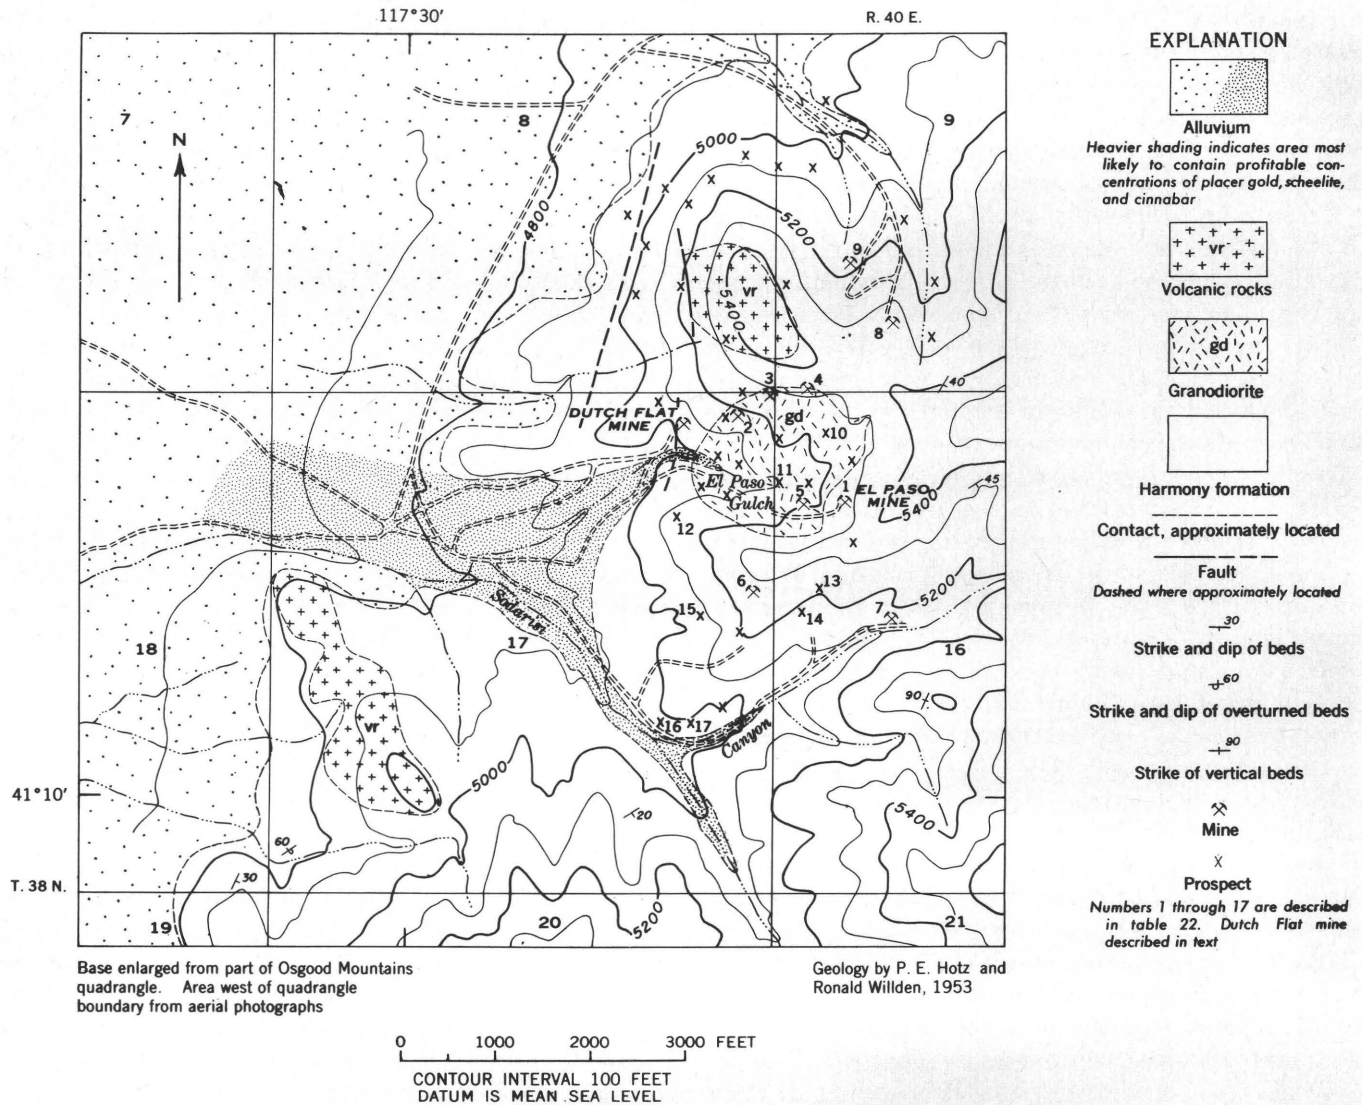 117°30′
R. 40 E.
EXPLANATION
Alluvium
Heavier shading indicates area most
likely to contain profitable con-
centrations of placer gold, scheelite,
and cinnabar
vr
Volcanic rocks
gd
Granodiorite
Harmony formation
Contact, approximately located
Fault
Dashed where approximately located
30
Strike and dip of beds
60
Strike and dip of overturned beds
90
Strike of vertical beds
Mine
Prospect
Numbers 1 through 17 are described
in table 22. Dutch Flat mine
described in text
7
8
9
N
5000
4800
5200
9
vr
5400
8
3
4
40
DUTCH FLAT
MINE
2
gd
10
11
El Paso
Gulch
5
1
EL PASO
MINE
5400
45
12
6
13
5200
Sodarisi
15
14
7
18
17
16
90
vr
16
17
Canyon
41°10′
5000
20
5400
60
30
T. 38 N.
19
20
5200
21
Base enlarged from part of Osgood Mountains
quadrangle. Area west of quadrangle
boundary from aerial photographs
Geology by P. E. Hotz and
Ronald Willden, 1953
0 1000 2000 3000 FEET
CONTOUR INTERVAL 100 FEET
DATUM IS MEAN SEA LEVEL